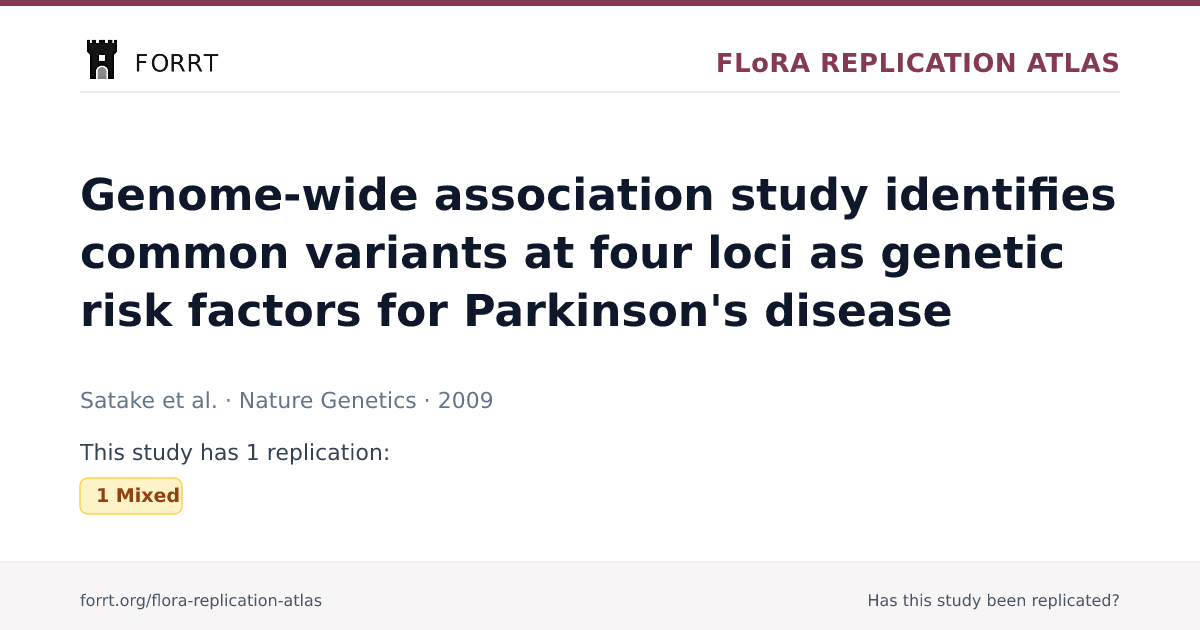 FORRT
FLoRA REPLICATION ATLAS
Genome-wide association study identifies
common variants at four loci as genetic
risk factors for Parkinson's disease
Satake et al. · Nature Genetics · 2009
This study has 1 replication:
1 Mixed
forrt.org/flora-replication-atlas
Has this study been replicated?